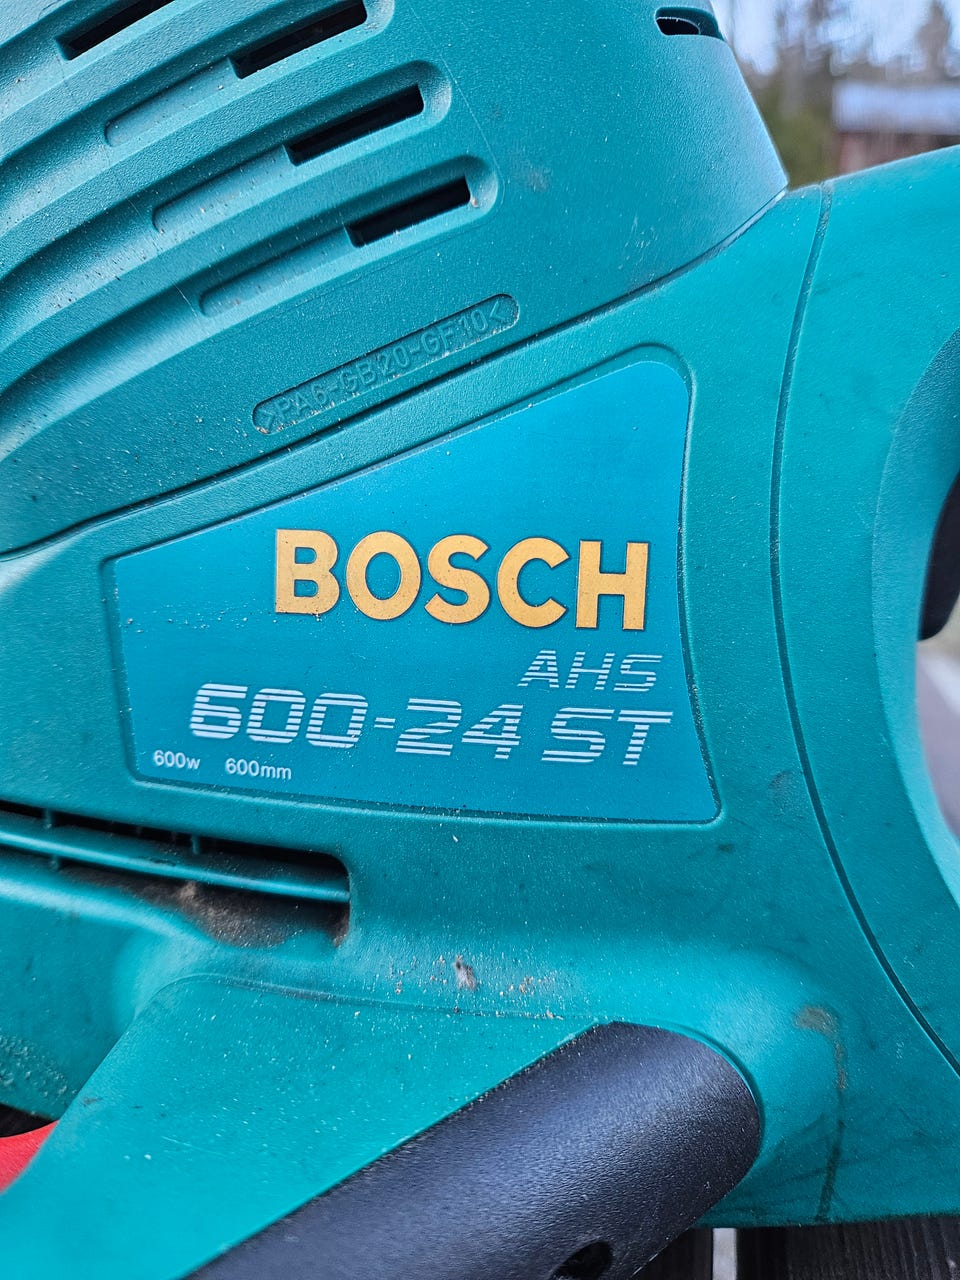 >PA6-GB20-GF10<
BOSCH
AHS
600-24 ST
600w 600mm